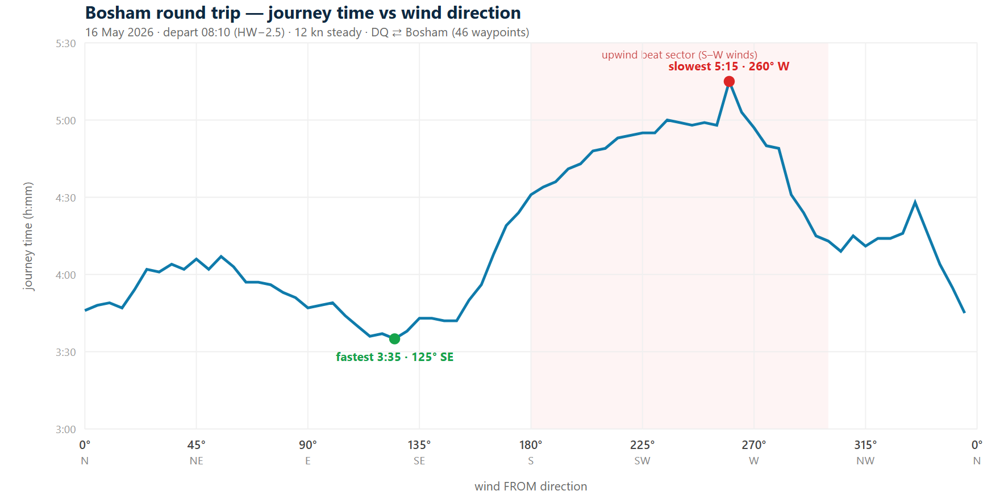 Bosham round trip — journey time vs wind direction
16 May 2026 · depart 08:10 (HW−2.5) · 12 kn steady · DQ ⇄ Bosham (46 waypoints)
5:30
upwind beat sector (S–W winds)
slowest 5:15 · 260° W
5:00
4:30
journey time (h:mm)
4:00
3:30
fastest 3:35 · 125° SE
3:00
0° 45° 90° 135° 180° 225° 270° 315° 0°
N NE E SE S SW W NW N
wind FROM direction